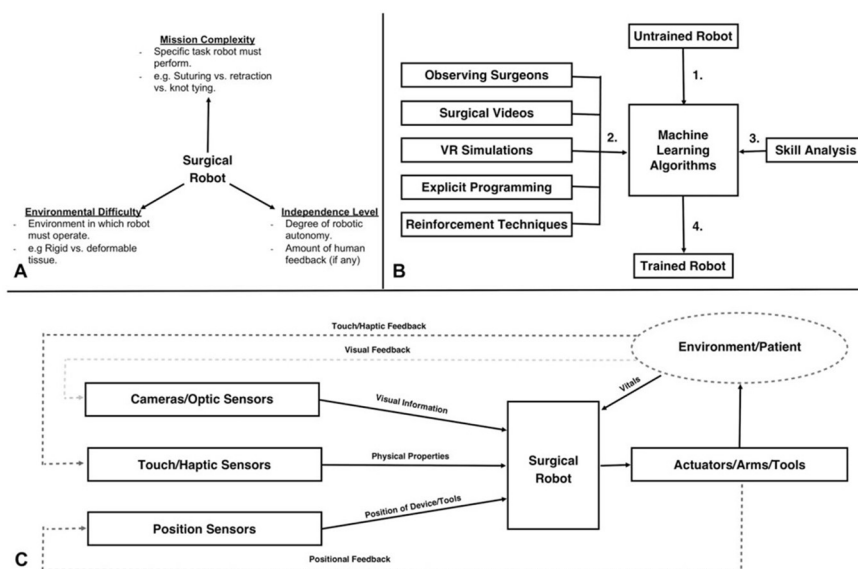 Mission Complexity
- Specific task robot must
perform.
- e.g. Suturing vs. retraction
vs. knot tying.
Surgical
Robot
Environmental Difficulty
- Environment in which robot
must operate.
- e.g Rigid vs. deformable
tissue.
Independence Level
- Degree of robotic
autonomy.
- Amount of human
feedback (if any)
A
Untrained Robot
1.
Observing Surgeons
Surgical Videos
VR Simulations
Explicit Programming
Reinforcement Techniques
2.
Machine
Learning
Algorithms
3.
Skill Analysis
4.
Trained Robot
B
Touch/Haptic Feedback
Visual Feedback
Environment/Patient
Vitals
Cameras/Optic Sensors
Visual Information
Touch/Haptic Sensors
Physical Properties
Surgical
Robot
Actuators/Arms/Tools
Position of Device/Tools
Position Sensors
Positional Feedback
C